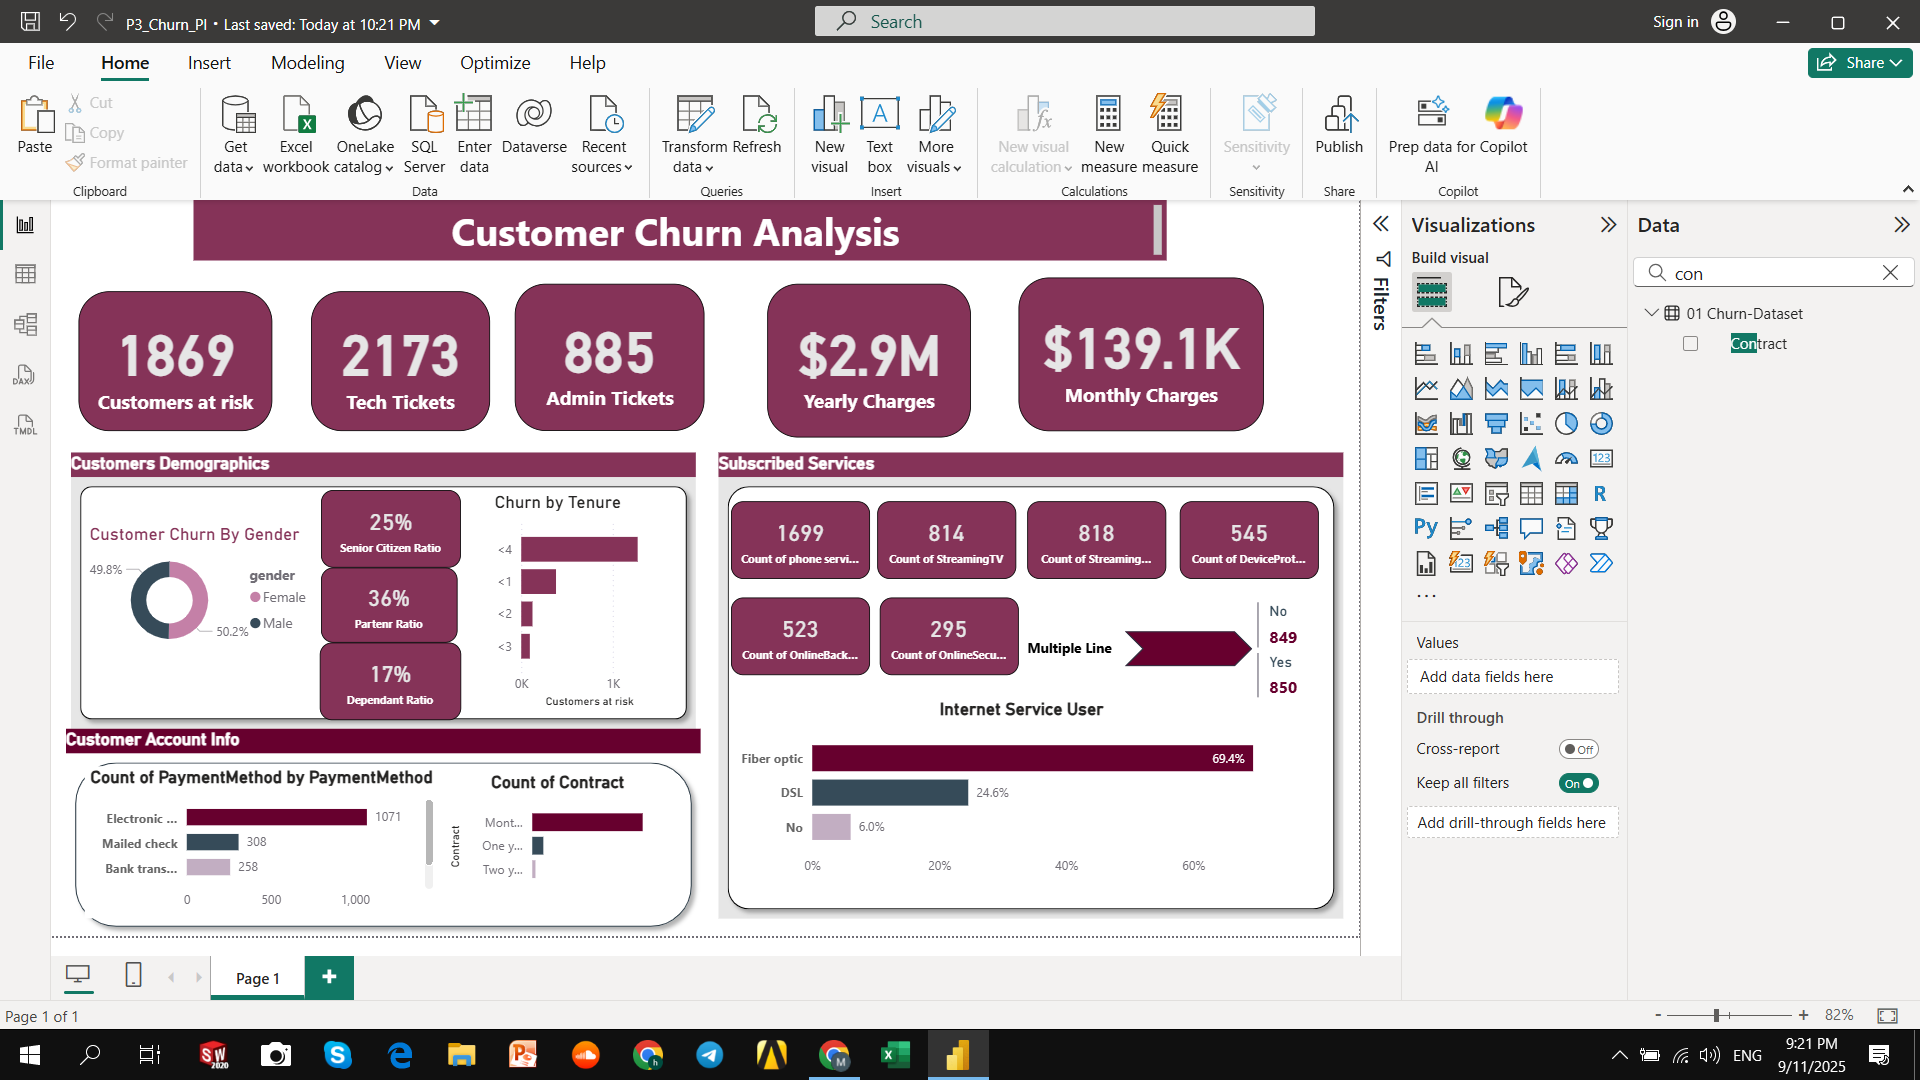 P3_Churn_PI • Last saved: Today at 10:21 PM
Search
Sign in
File
Home
Insert
Modeling
View
Optimize
Help
Share
Paste
Cut
Copy
Format painter
Clipboard
Get data
Excel workbook
OneLake catalog
SQL Server
Enter data
Dataverse
Recent sources
Data
Transform data
Refresh
Queries
New visual
Text box
More visuals
Insert
New visual calculation
New measure
Quick measure
Calculations
Sensitivity
Sensitivity
Publish
Share
Prep data for AI
Copilot
Copilot
DAX
TMDL
Customer Churn Analysis
1869
Customers at risk
2173
Tech Tickets
885
Admin Tickets
$2.9M
Yearly Charges
$139.1K
Monthly Charges
Customers Demographics
Customer Churn By Gender
49.8%
50.2%
gender
Female
Male
25%
Senior Citizen Ratio
36%
Partenr Ratio
17%
Dependant Ratio
Churn by Tenure
<4
<1
<2
<3
0K
1K
Customers at risk
Customer Account Info
Count of PaymentMethod by PaymentMethod
Electronic ...
1071
Mailed check
308
Bank trans...
258
0
500
1,000
Count of Contract
Contract
Mont...
One y...
Two y...
Subscribed Services
1699
Count of phone servi...
814
Count of StreamingTV
818
Count of Streaming...
545
Count of DeviceProt...
523
Count of OnlineBack...
295
Count of OnlineSecu...
Multiple Line
No
849
Yes
850
Internet Service User
Fiber optic
69.4%
DSL
24.6%
No
6.0%
0%
20%
40%
60%
Filters
Visualizations
Build visual
123
R
Py
123
...
Values
Add data fields here
Drill through
Cross-report
Off
Keep all filters
On
Add drill-through fields here
Data
con
01 Churn-Dataset
Contract
Page 1
+
Page 1 of 1
-
+
82%
SW
2020
ENG
9:21 PM
9/11/2025